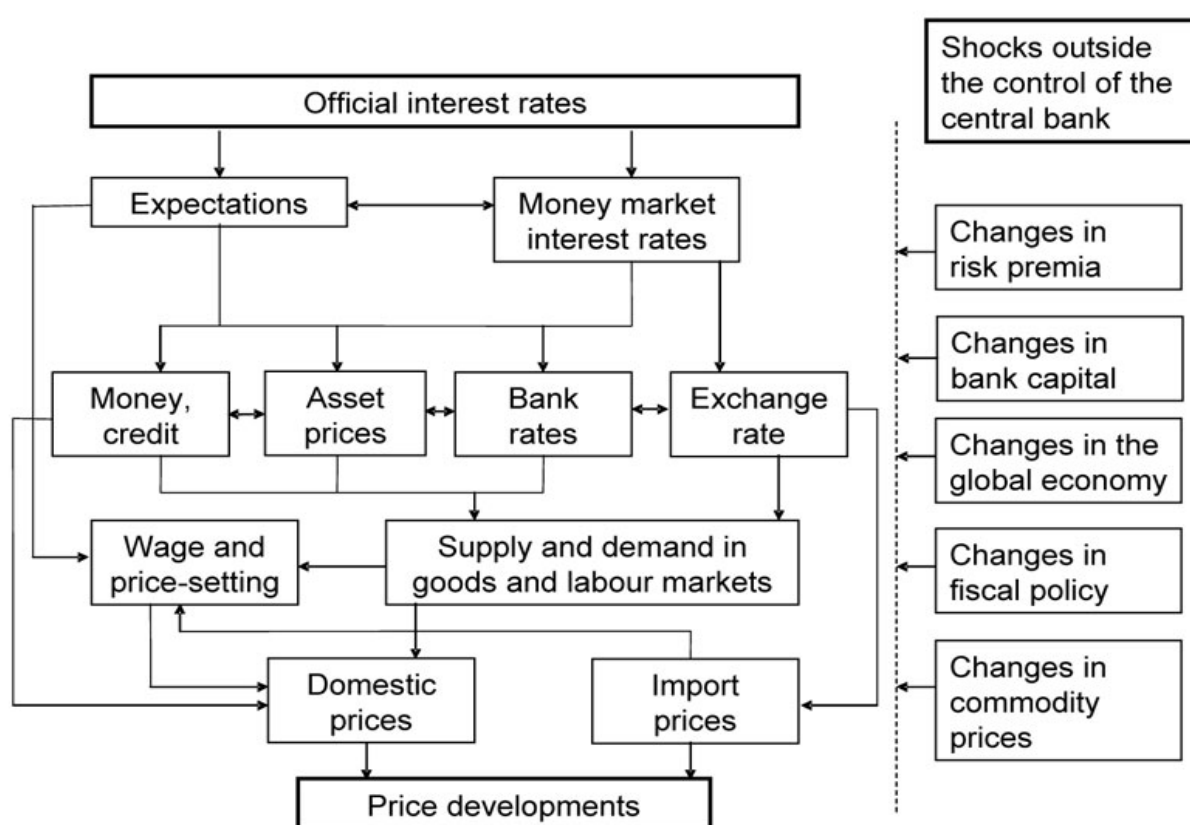 Official interest rates
Expectations
Money market
interest rates
Money,
credit
Asset
prices
Bank
rates
Exchange
rate
Wage and
price-setting
Supply and demand in
goods and labour markets
Domestic
prices
Import
prices
Price developments
Shocks outside
the control of the
central bank
Changes in
risk premia
Changes in
bank capital
Changes in the
global economy
Changes in
fiscal policy
Changes in
commodity
prices